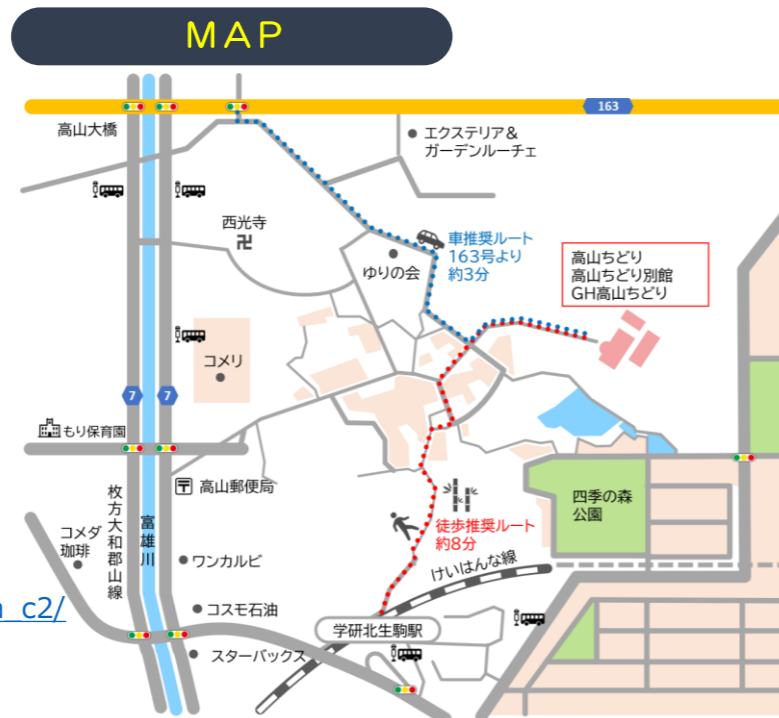 MAP
163
高山大橋
エクステリア&
ガーデンルーチェ
西光寺
卍
車推奨ルート
163号より
約3分
ゆりの会
高山ちどり
高山ちどり別館
GH高山ちどり
コメリ
7
7
もり保育園
〒 高山郵便局
枚方大和郡山線
富雄川
四季の森
公園
徒歩推奨ルート
約8分
コメダ
珈琲
ワンカルビ
けいはんな線
_c2/
コスモ石油
学研北生駒駅
スターバックス